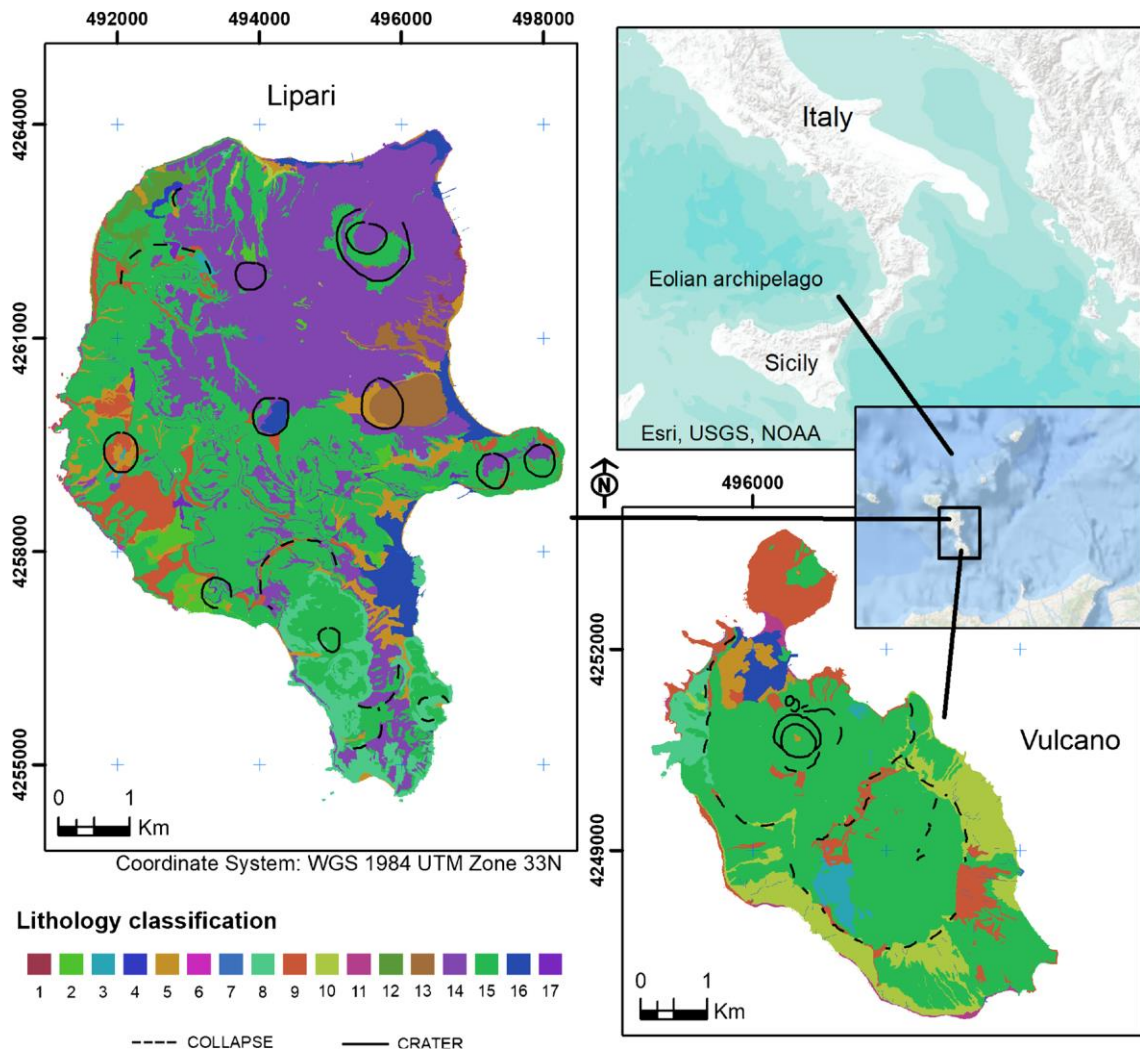 492000 494000 496000 498000
Lipari
4264000
4261000
4258000
4255000
0 1
Km
Coordinate System: WGS 1984 UTM Zone 33N
Italy
Eolian archipelago
Sicily
Esri, USGS, NOAA
N
496000
4252000
Vulcano
4249000
0 1
Km
Lithology classification
1 2 3 4 5 6 7 8 9 10 11 12 13 14 15 16 17
COLLAPSE CRATER